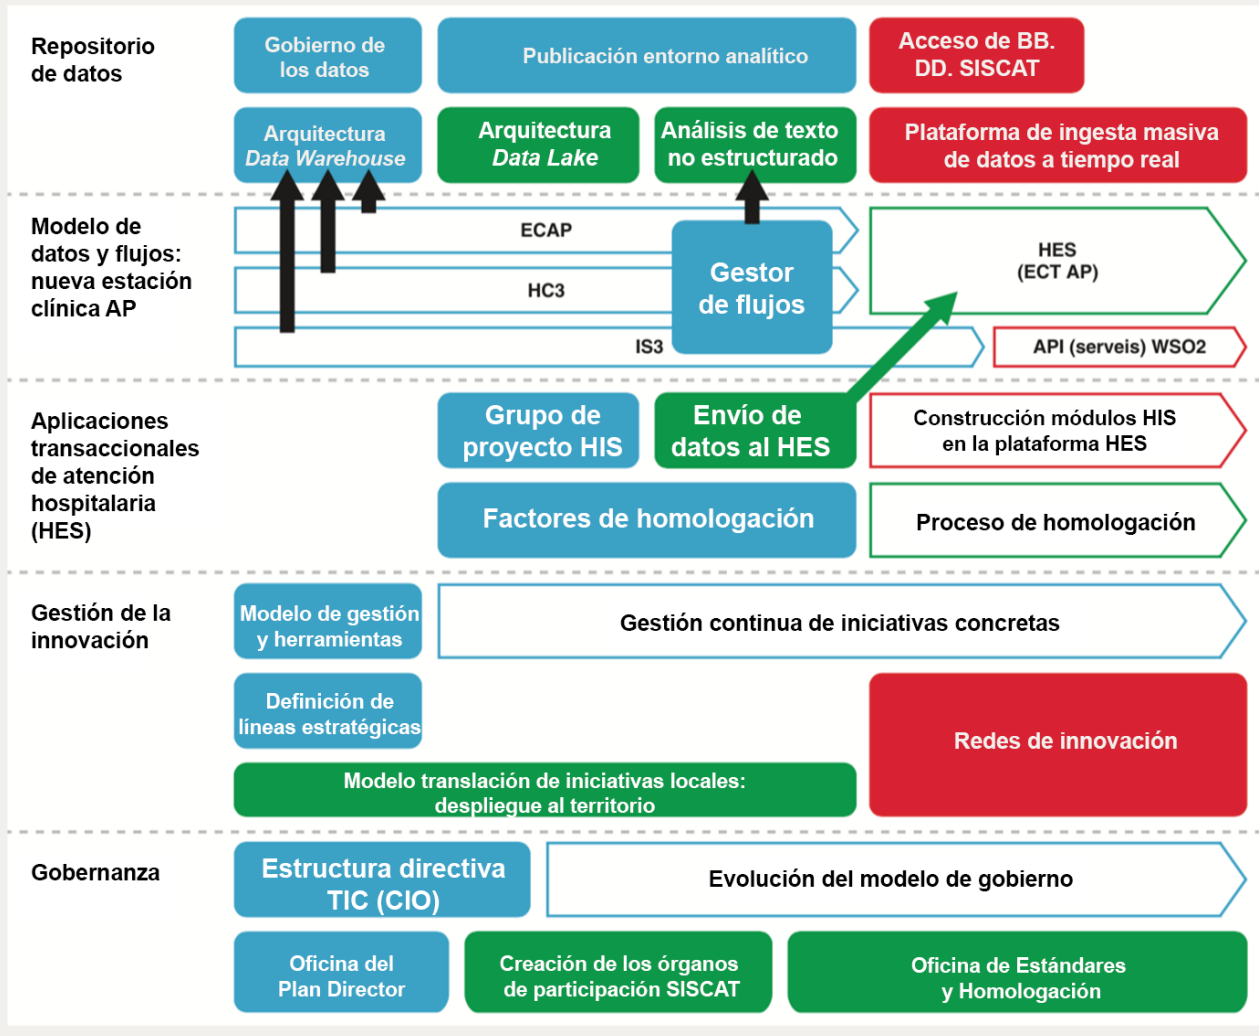 Repositorio
de datos
Gobierno de
los datos
Publicación entorno analítico
Acceso de BB.
DD. SISCAT
Arquitectura
Data Warehouse
Arquitectura
Data Lake
Análisis de texto
no estructurado
Plataforma de ingesta masiva
de datos a tiempo real
Modelo de
datos y flujos:
nueva estación
clínica AP
ECAP
HC3
IS3
Gestor
de flujos
HES
(ECT AP)
API (serveis) WSO2
Aplicaciones
transaccionales
de atención
hospitalaria
(HES)
Grupo de
proyecto HIS
Envío de
datos al HES
Construcción módulos HIS
en la plataforma HES
Factores de homologación
Proceso de homologación
Gestión de la
innovación
Modelo de gestión
y herramientas
Gestión continua de iniciativas concretas
Definición de
líneas estratégicas
Redes de innovación
Modelo translación de iniciativas locales:
despliegue al territorio
Gobernanza
Estructura directiva
TIC (CIO)
Evolución del modelo de gobierno
Oficina del
Plan Director
Creación de los órganos
de participación SISCAT
Oficina de Estándares
y Homologación